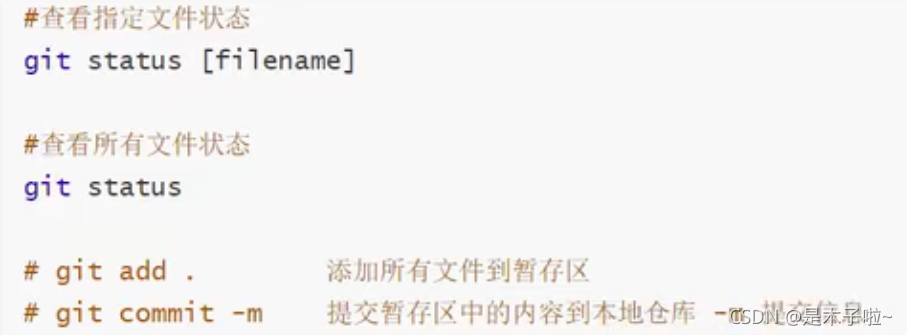 #查看指定文件状态
git status [filename]
#查看所有文件状态
git status
# git add . 添加所有文件到暂存区
# git commit -m 提交暂存区中的内容到本地仓库 -m 提交信息
CSDN @是木子啦~